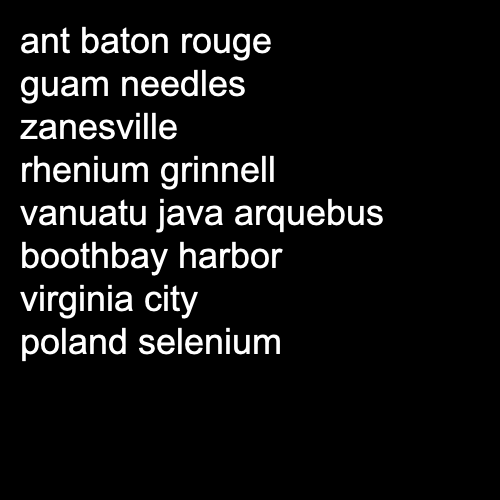 ant baton rouge
guam needles
zanesville
rhenium grinnell
vanuatu java arquebus
boothbay harbor
virginia city
poland selenium